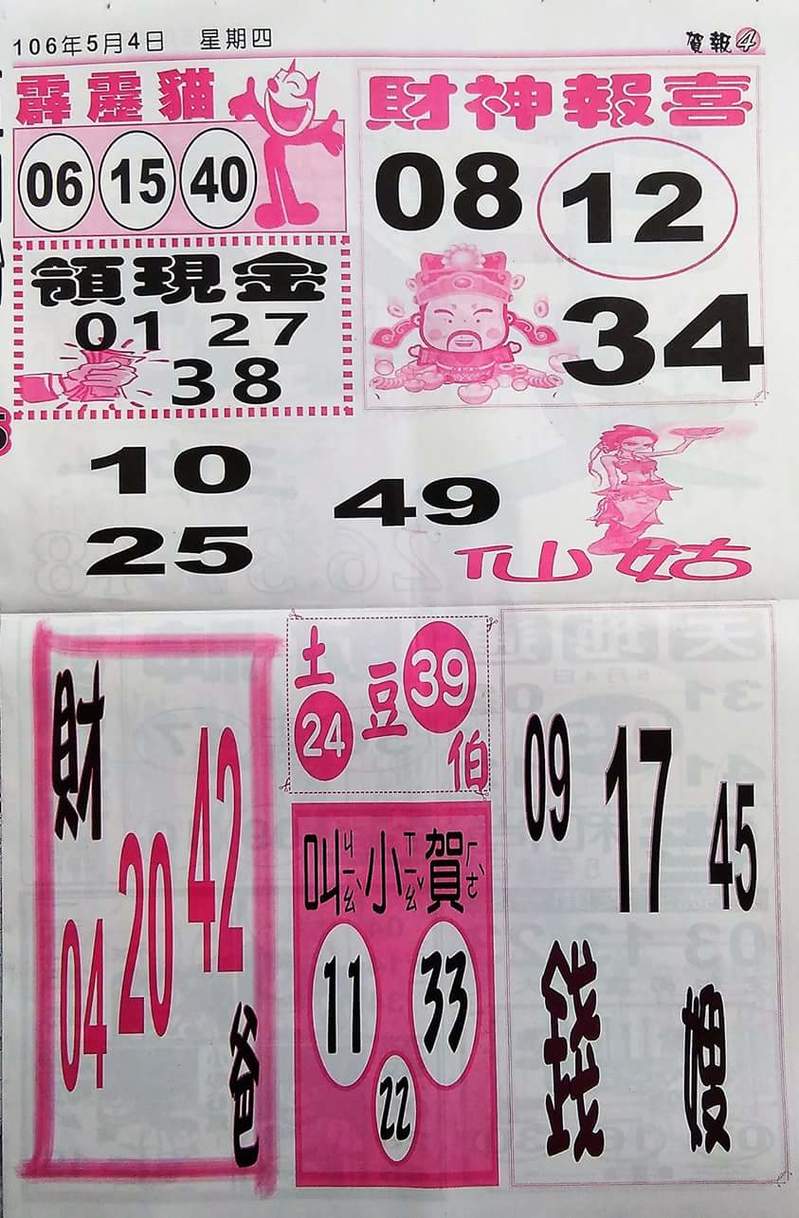 106年5月4日 星期四 賀報4
霹靂貓
06 15 40
財神報喜
08 12
34
領現金
01 27
38
10
25
49
仙姑
財
04 20 42
爸
土 豆 伯
24 39
叫ㄐㄧㄠˋ小ㄒㄧㄠˇ賀ㄏㄜˋ
11 33
22
09 17 45
錢嫂